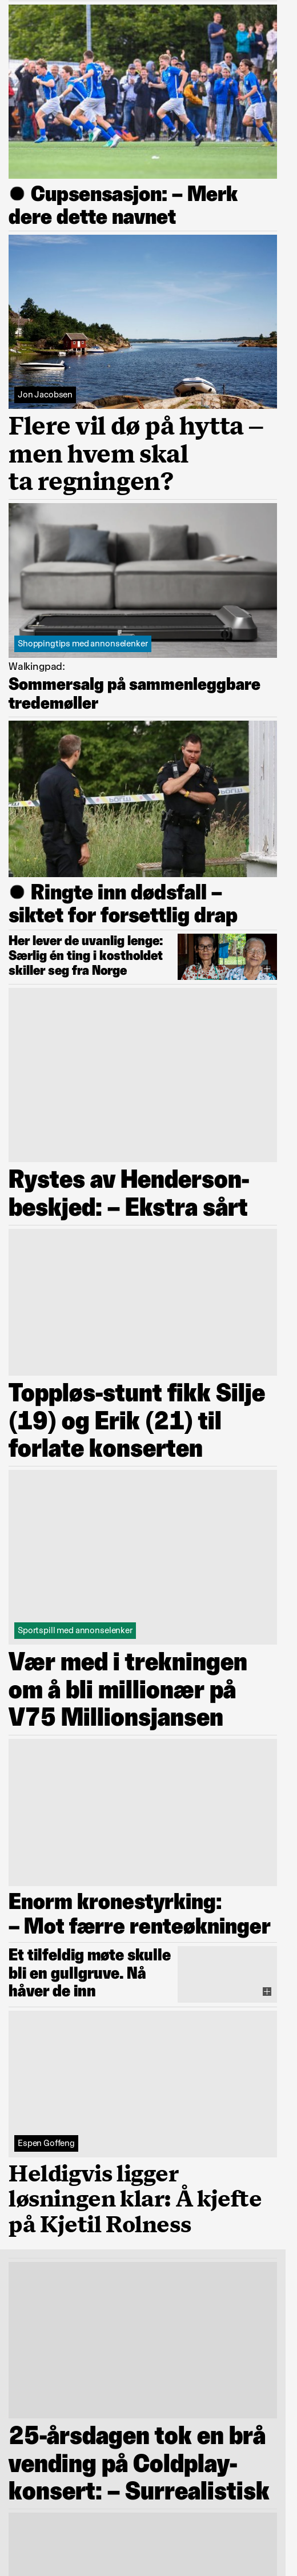 ● Cupsensasjon: – Merk
dere dette navnet
Jon Jacobsen
Flere vil dø på hytta –
men hvem skal
ta regningen?
Shoppingtips med annonselenker
Walkingpad:
Sommersalg på sammenleggbare
tredemøller
● Ringte inn dødsfall –
siktet for forsettlig drap
Her lever de uvanlig lenge:
Særlig én ting i kostholdet
skiller seg fra Norge
Rystes av Henderson-
beskjed: – Ekstra sårt
Toppløs-stunt fikk Silje
(19) og Erik (21) til
forlate konserten
Sportspill med annonselenker
Vær med i trekningen
om å bli millionær på
V75 Millionsjansen
Enorm kronestyrking:
– Mot færre renteøkninger
Et tilfeldig møte skulle
bli en gullgruve. Nå
håver de inn
Espen Goffeng
Heldigvis ligger
løsningen klar: Å kjefte
på Kjetil Rolness
25-årsdagen tok en brå
vending på Coldplay-
konsert: – Surrealistisk